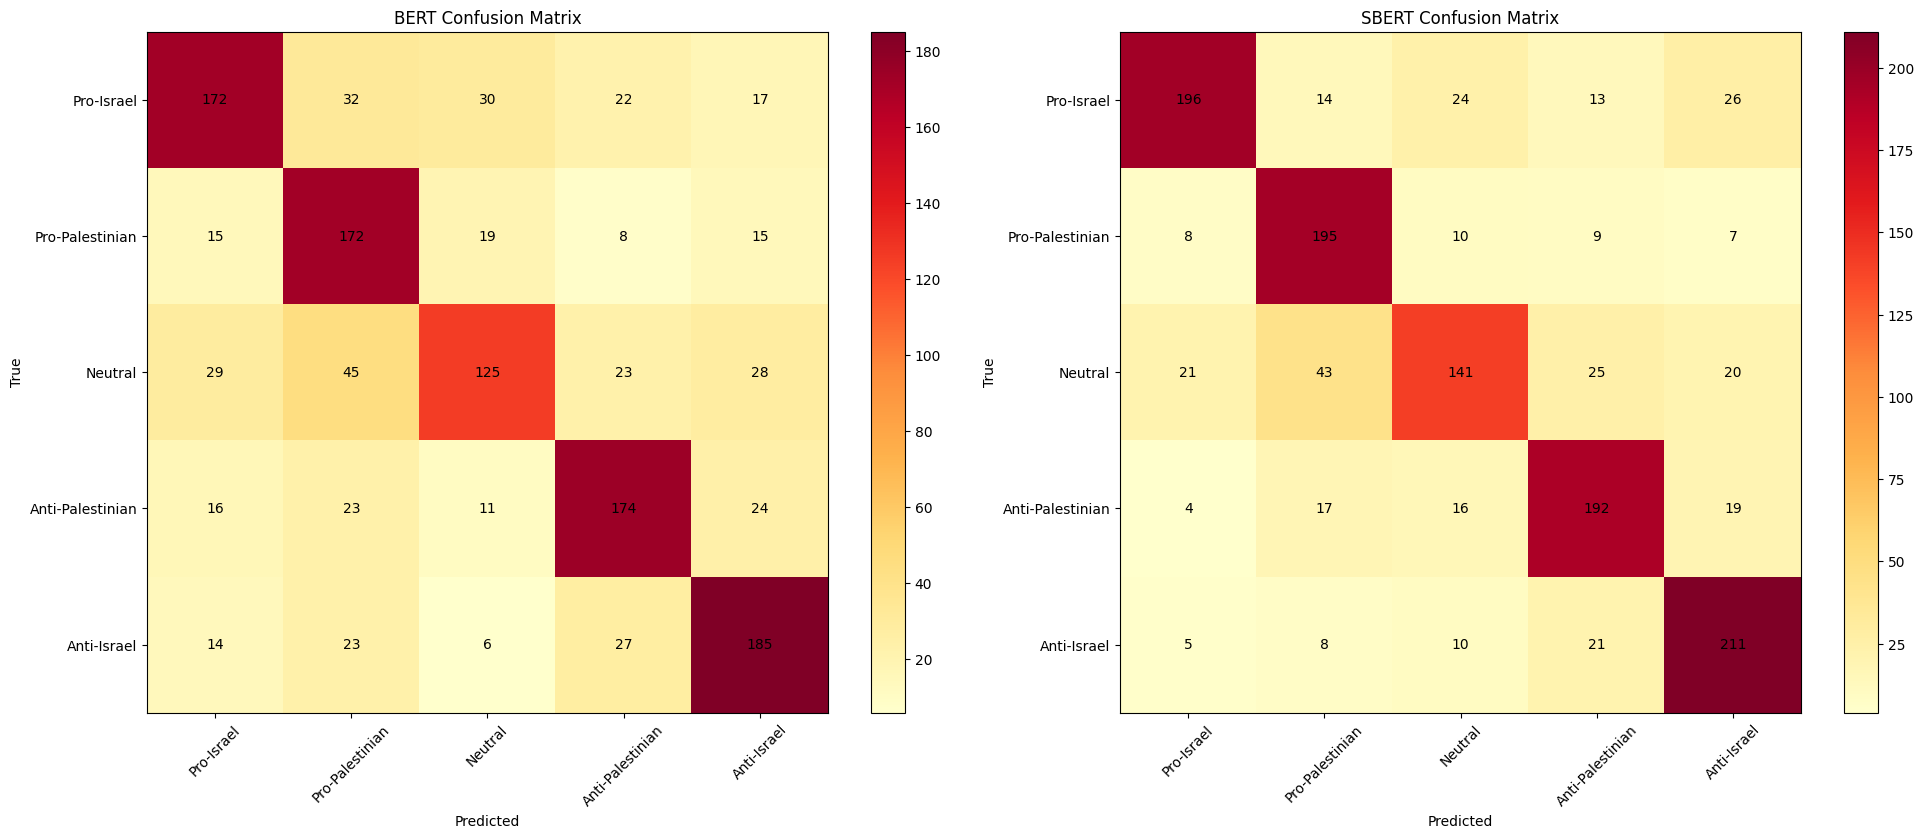 BERT Confusion Matrix
True
Pro-Israel 172 32 30 22 17
Pro-Palestinian 15 172 19 8 15
Neutral 29 45 125 23 28
Anti-Palestinian 16 23 11 174 24
Anti-Israel 14 23 6 27 185
Pro-Israel Pro-Palestinian Neutral Anti-Palestinian Anti-Israel
Predicted
180
160
140
120
100
80
60
40
20
SBERT Confusion Matrix
True
Pro-Israel 196 14 24 13 26
Pro-Palestinian 8 195 10 9 7
Neutral 21 43 141 25 20
Anti-Palestinian 4 17 16 192 19
Anti-Israel 5 8 10 21 211
Pro-Israel Pro-Palestinian Neutral Anti-Palestinian Anti-Israel
Predicted
200
175
150
125
100
75
50
25